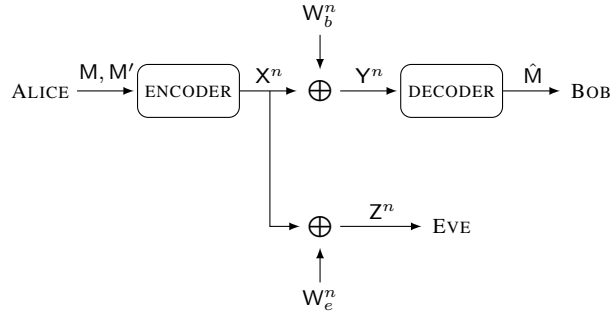 W_b^n
ALICE M, M′ ENCODER X^n ⊕ Y^n DECODER M̂ BOB
⊕ Z^n EVE
W_e^n